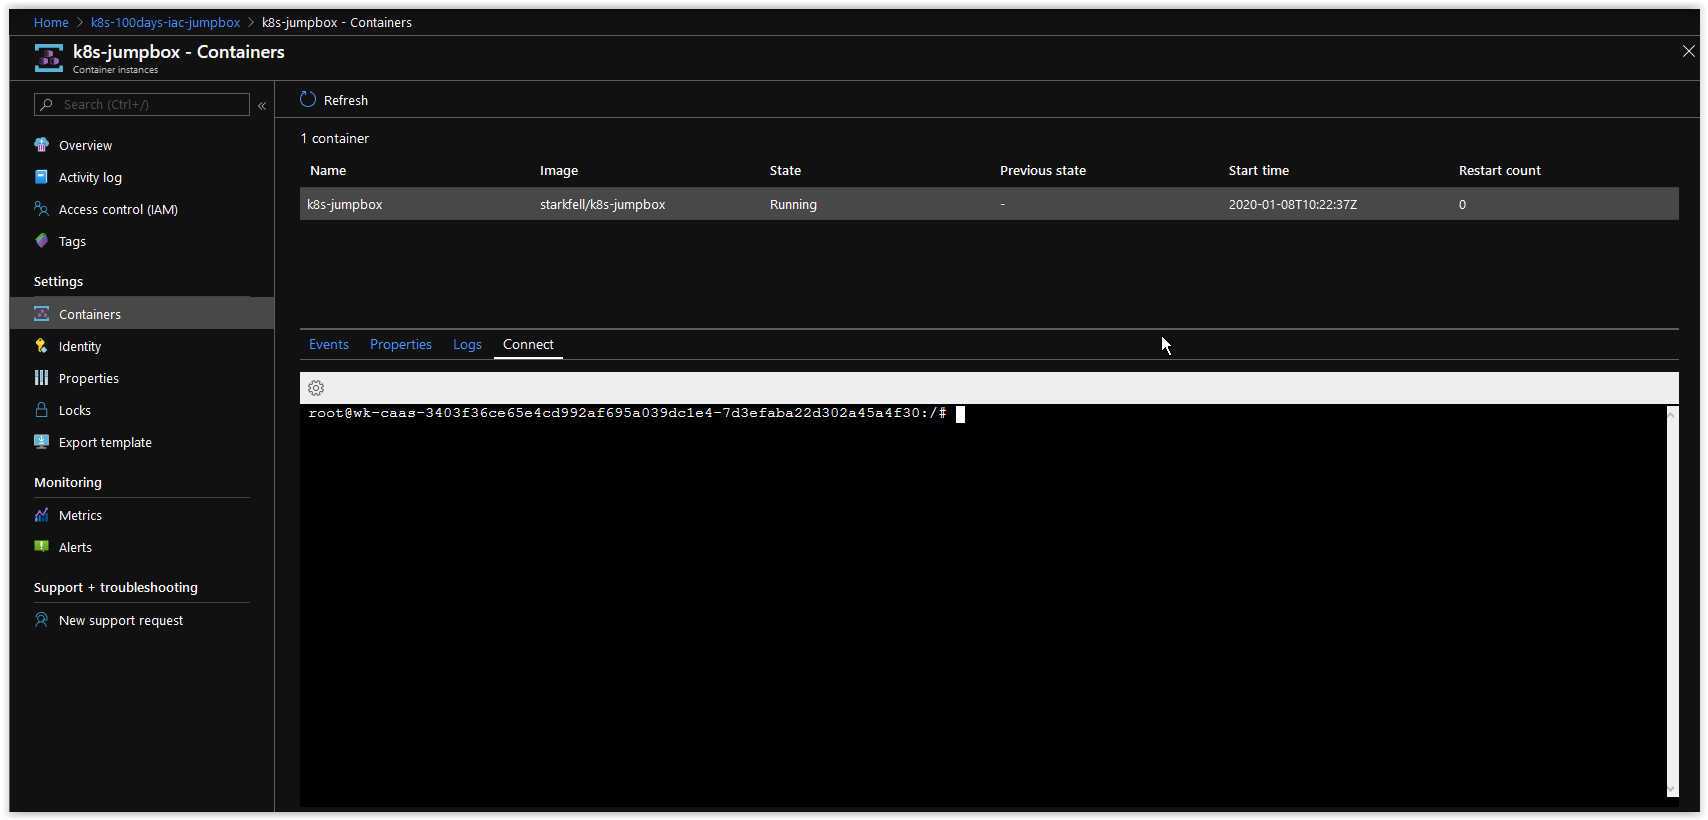 Home > k8s-100days-iac-jumpbox > k8s-jumpbox - Containers
k8s-jumpbox - Containers
Container instances
Search (Ctrl+/)
«
Overview
Activity log
Access control (IAM)
Tags
Settings
Containers
Identity
Properties
Locks
Export template
Monitoring
Metrics
Alerts
Support + troubleshooting
New support request
Refresh
1 container
Name Image State Previous state Start time Restart count
k8s-jumpbox starkfell/k8s-jumpbox Running - 2020-01-08T10:22:37Z 0
Events Properties Logs Connect
root@wk-caas-3403f36ce65e4cd992af695a039dc1e4-7d3efaba22d302a45a4f30:/#